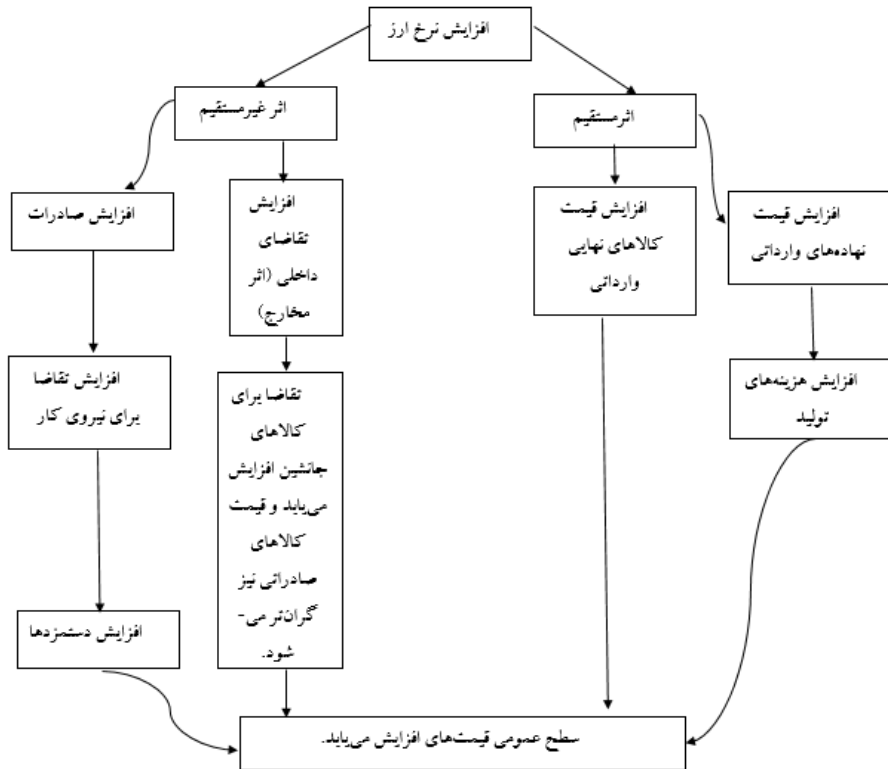 افزایش نرخ ارز
اثرمستقیم
اثر غیرمستقیم
افزایش قیمت
نهاده‌های وارداتی
افزایش قیمت
کالاهای نهایی
وارداتی
افزایش
تقاضای
داخلی (اثر
مخارج)
افزایش صادرات
افزایش هزینه‌های
تولید
تقاضا برای
کالاهای
جانشین افزایش
می‌یابد و قیمت
کالاهای
صادراتی نیز
گران‌تر می-
شود.
افزایش تقاضا
برای نیروی کار
افزایش دستمزدها
سطح عمومی قیمت‌های افزایش می‌یابد.